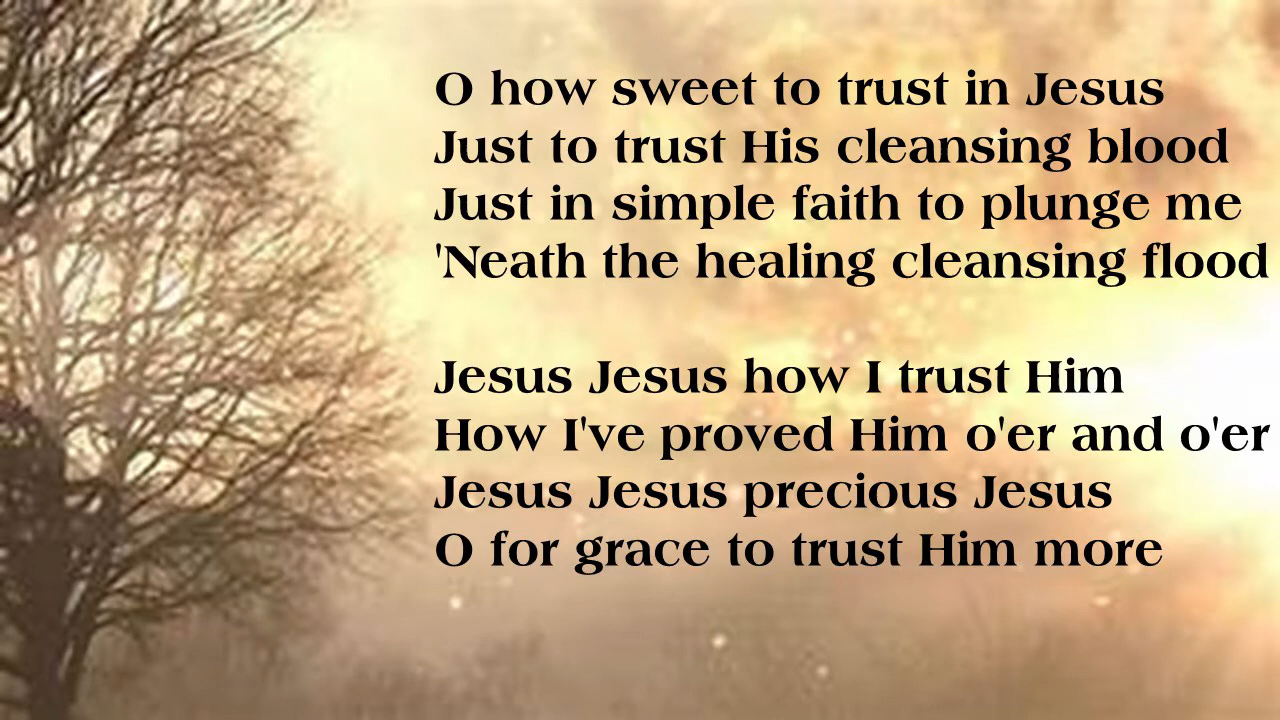 O how sweet to trust in Jesus
Just to trust His cleansing blood
Just in simple faith to plunge me
'Neath the healing cleansing flood

Jesus Jesus how I trust Him
How I've proved Him o'er and o'er
Jesus Jesus precious Jesus
O for grace to trust Him more